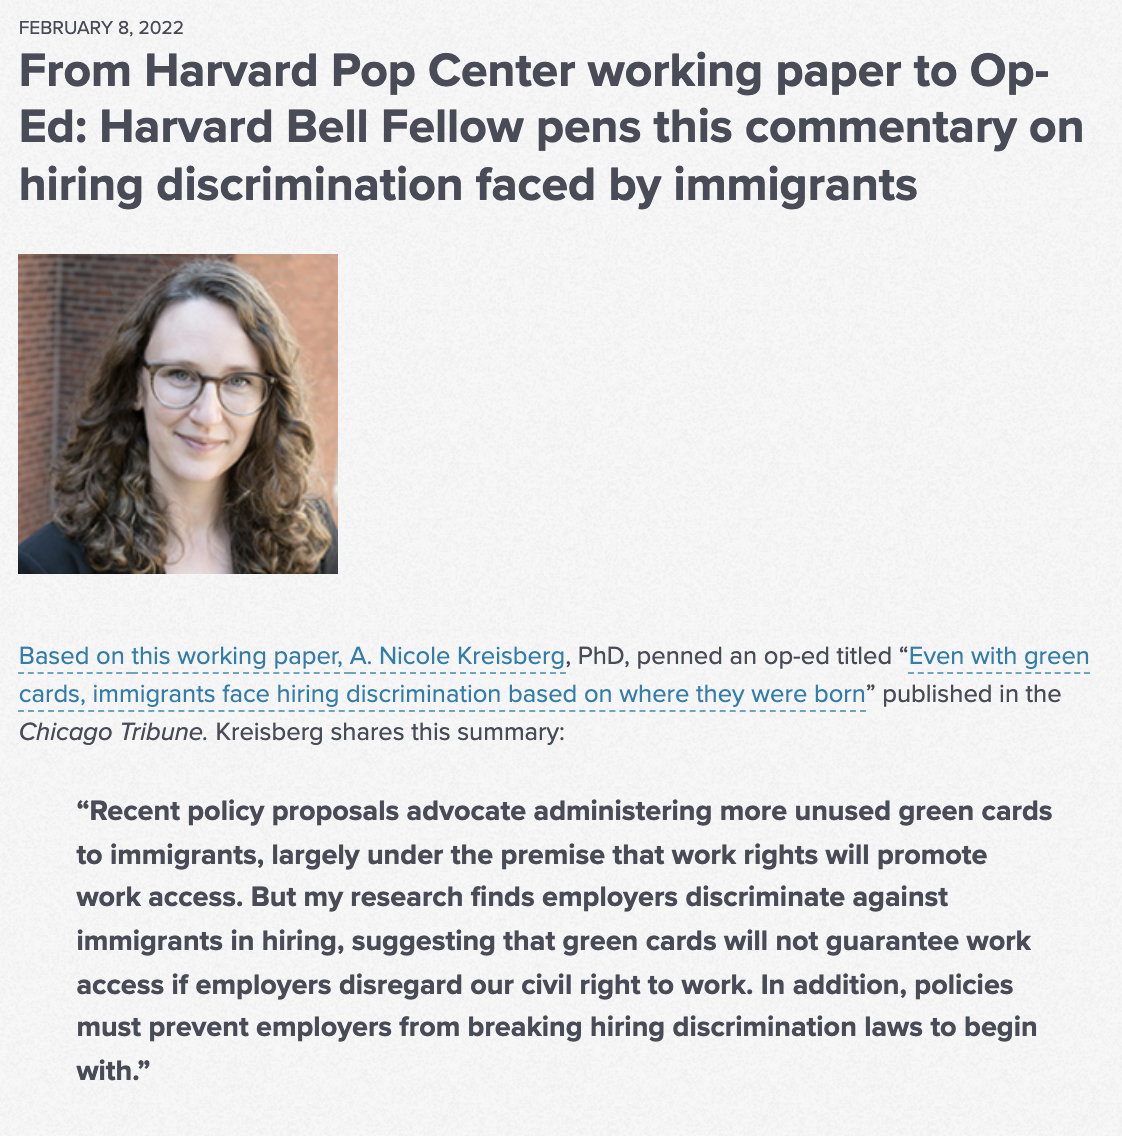 FEBRUARY 8, 2022
From Harvard Pop Center working paper to Op-
Ed: Harvard Bell Fellow pens this commentary on
hiring discrimination faced by immigrants
Based on this working paper, A. Nicole Kreisberg, PhD, penned an op-ed titled “Even with green
cards, immigrants face hiring discrimination based on where they were born” published in the
Chicago Tribune. Kreisberg shares this summary:
“Recent policy proposals advocate administering more unused green cards
to immigrants, largely under the premise that work rights will promote
work access. But my research finds employers discriminate against
immigrants in hiring, suggesting that green cards will not guarantee work
access if employers disregard our civil right to work. In addition, policies
must prevent employers from breaking hiring discrimination laws to begin
with.”